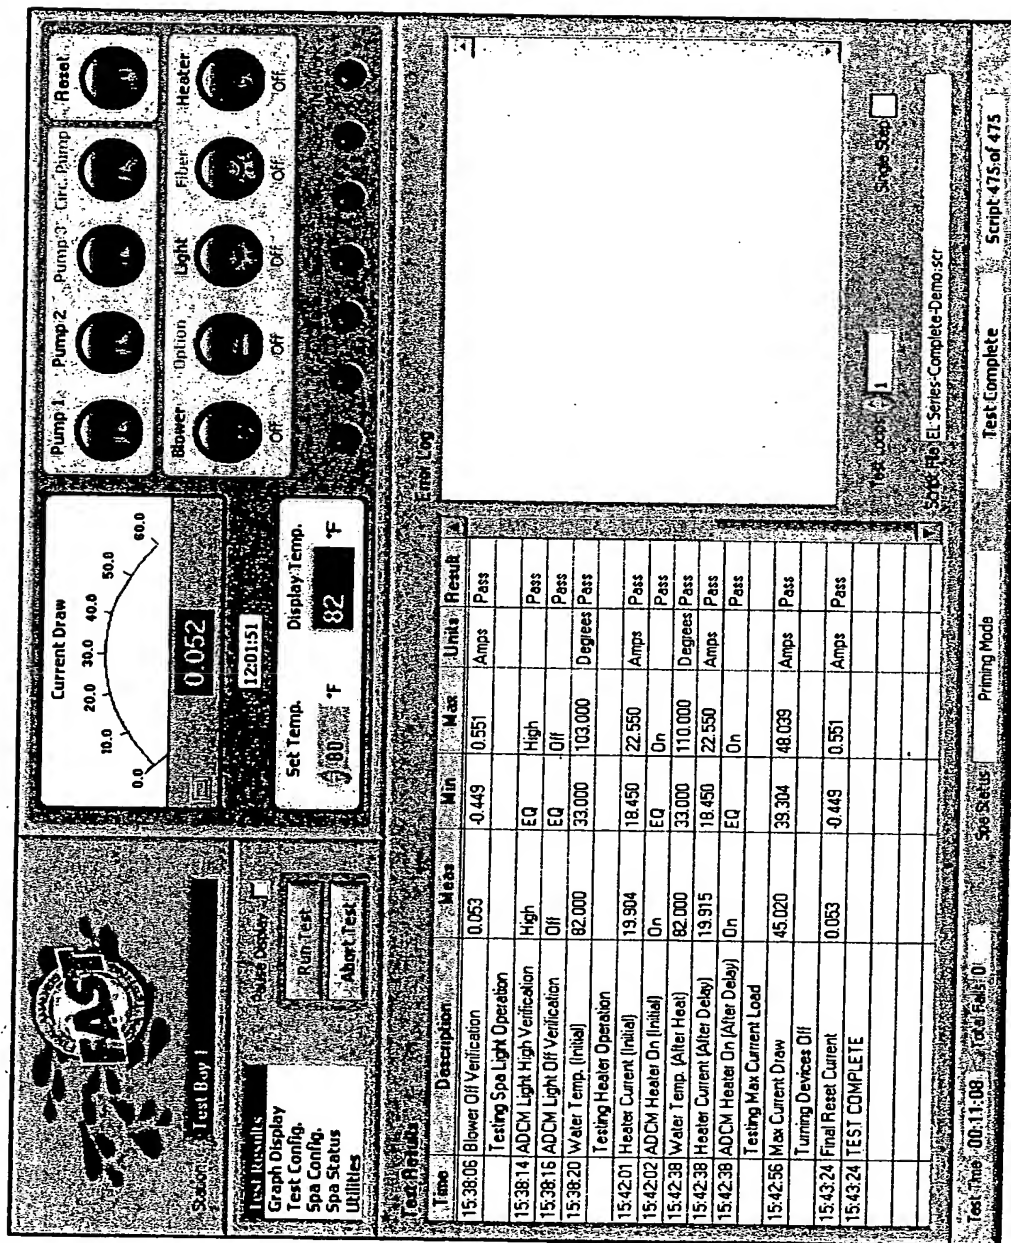 FAST
Station Test Bay 1
Test Results
Graph Display
Test Config.
Spa Config.
Spa Status
Utilities
Pause Display
Run Test
Abort Test
Current Draw
0.0 10.0 20.0 30.0 40.0 50.0 60.0
0.052
12:01:51
Set Temp. Display Temp.
80 °F 82 °F
Pump 1 Pump 2 Pump 3 Circ. Pump Reset
Blower Option Light Fiber Heater
Off Off Off Off Off
Test Results
Time Description Meas Min Max Units Result
15:38:06 Blower Off Verification 0.053 -0.449 0.551 Amps Pass
Testing Spa Light Operation
15:38:14 ADCM Light High Verification High EQ High Pass
15:38:16 ADCM Light Off Verification Off EQ Off Pass
15:38:20 Water Temp. (Initial) 82.000 33.000 103.000 Degrees Pass
Testing Heater Operation
15:42:01 Heater Current (Initial) 19.904 18.450 22.550 Amps Pass
15:42:02 ADCM Heater On (Initial) On EQ On Pass
15:42:38 Water Temp. (After Heat) 82.000 33.000 110.000 Degrees Pass
15:42:38 Heater Current (After Delay) 19.915 18.450 22.550 Amps Pass
15:42:38 ADCM Heater On (After Delay) On EQ On Pass
Testing Max Current Load
15:42:56 Max Current Draw 45.020 39.304 48.039 Amps Pass
Turning Devices Off
15:43:24 Final Reset Current 0.053 -0.449 0.551 Amps Pass
15:43:24 TEST COMPLETE
Error Log
Test Loops 1 Single Step
Script File EL Series-Complete-Demo.scr
Test Time 00:11:08 Total Fails 0 Spa Status Priming Mode Test Complete Script 475 of 475